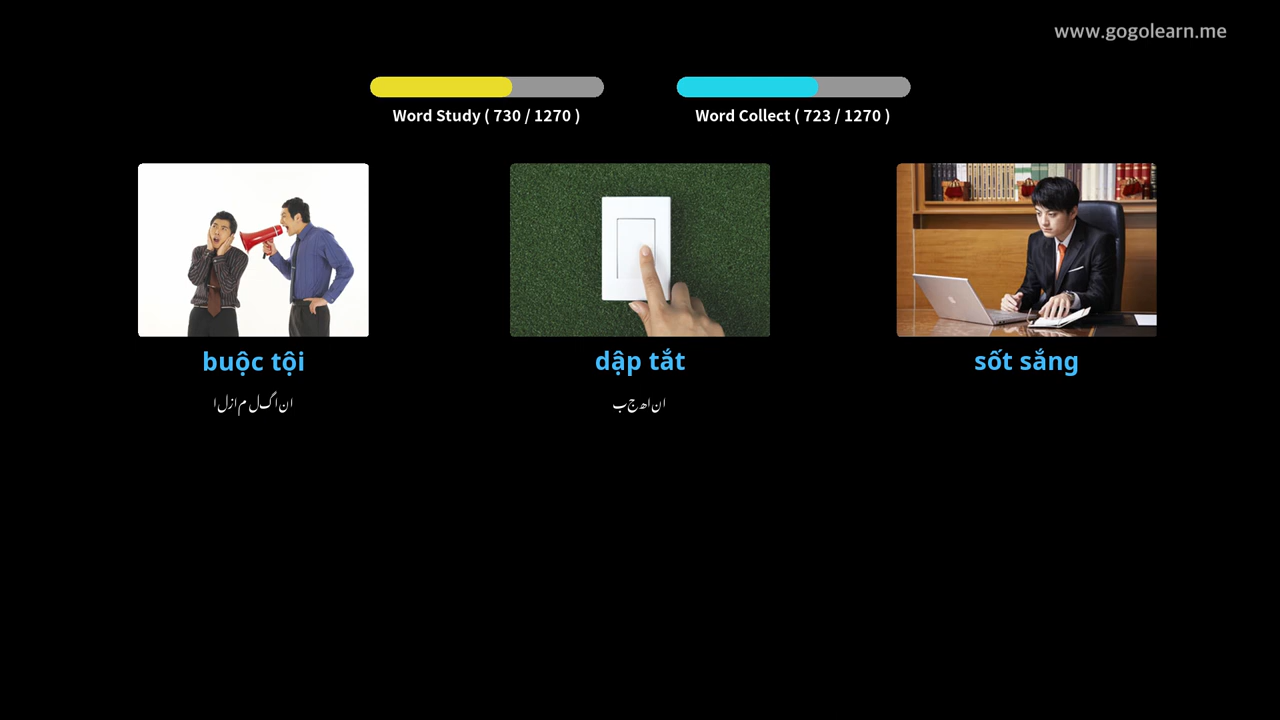 www.gogolearn.me
Word Study ( 730 / 1270 )
Word Collect ( 723 / 1270 )
buộc tội
dập tắt
sốt sắng
الزام لگانا
بجھانا